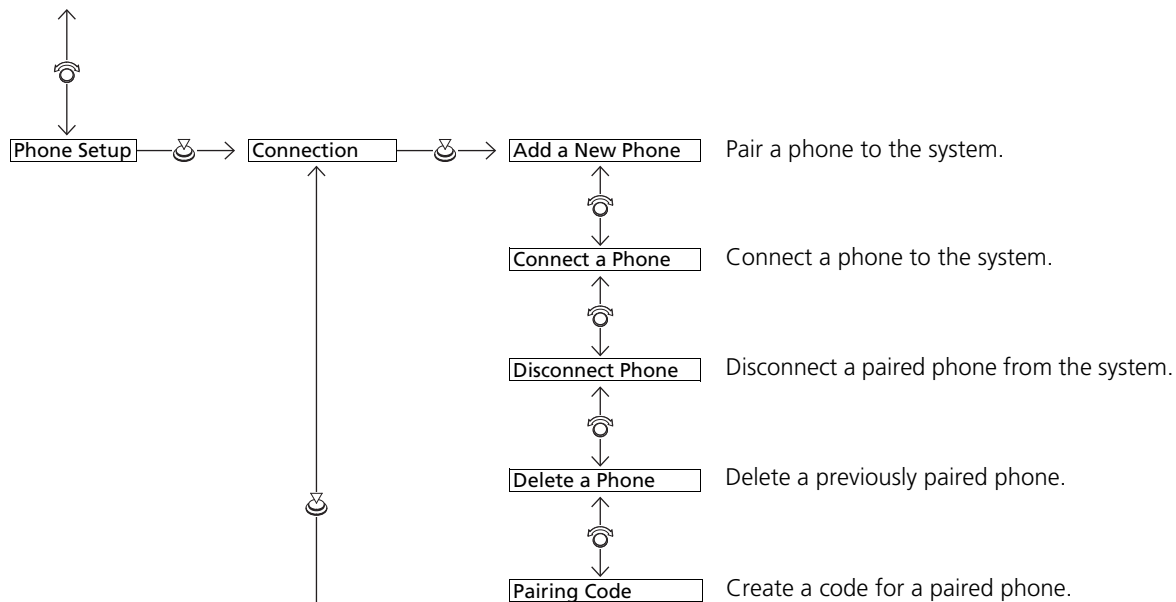 Phone Setup
Connection
Add a New Phone
Pair a phone to the system.
Connect a Phone
Connect a phone to the system.
Disconnect Phone
Disconnect a paired phone from the system.
Delete a Phone
Delete a previously paired phone.
Pairing Code
Create a code for a paired phone.